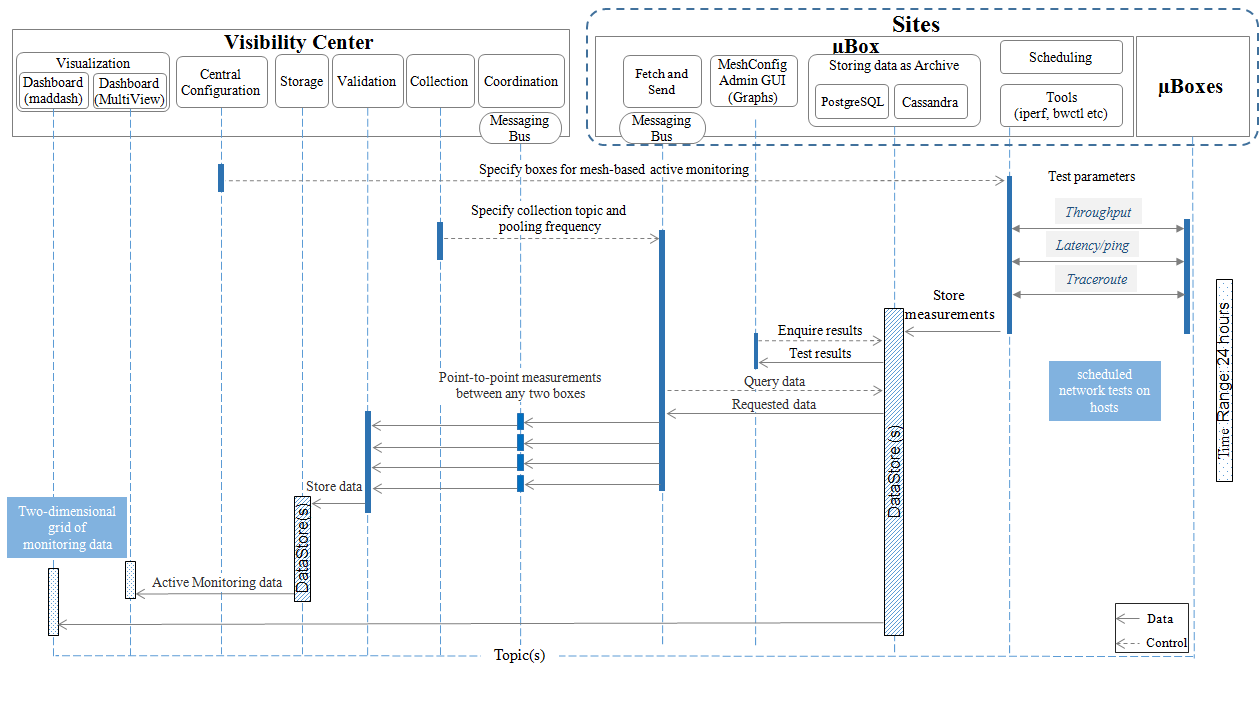 Sites
Visibility Center
μBox
μBoxes
Visualization
Dashboard
(maddash)
Dashboard
(MultiView)
Central
Configuration
Storage
Validation
Collection
Coordination
Messaging
Bus
Fetch and
Send
Messaging
Bus
MeshConfig
Admin GUI
(Graphs)
Storing data as Archive
PostgreSQL
Cassandra
Scheduling
Tools
(iperf, bwctl etc)
Specify boxes for mesh-based active monitoring
Test parameters
Specify collection topic and
pooling frequency
Throughput
Latency/ping
Traceroute
Store
measurements
Enquire results
Test results
Point-to-point measurements
between any two boxes
Query data
Requested data
scheduled
network tests on
hosts
Time Range: 24 hours
DataStore (s)
Store data
DataStore(s)
Two-dimensional
grid of
monitoring data
Active Monitoring data
Data
Control
Topic(s)